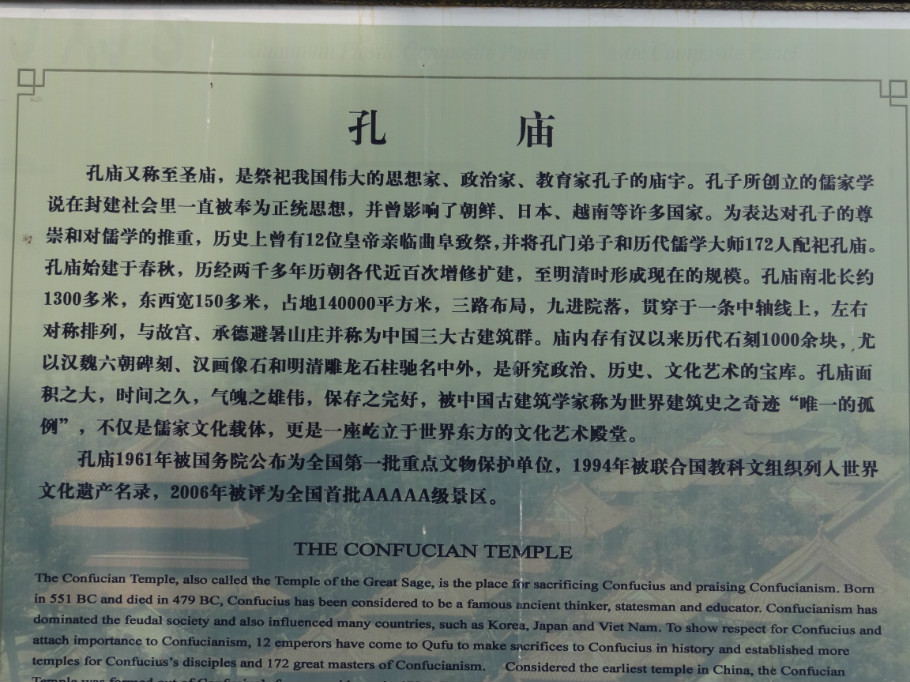 孔 庙
孔庙又称至圣庙，是祭祀我国伟大的思想家、政治家、教育家孔子的庙宇。孔子所创立的儒家学
说在封建社会里一直被奉为正统思想，并曾影响了朝鲜、日本、越南等许多国家。为表达对孔子的尊
崇和对儒学的推重，历史上曾有12位皇帝亲临曲阜致祭，并将孔门弟子和历代儒学大师172人配祀孔庙。
孔庙始建于春秋，历经两千多年历朝各代近百次增修扩建，至明清时形成现在的规模。孔庙南北长约
1300多米，东西宽150多米，占地140000平方米，三路布局，九进院落，贯穿于一条中轴线上，左右
对称排列，与故宫、承德避暑山庄并称为中国三大古建筑群。庙内存有汉以来历代石刻1000余块，尤
以汉魏六朝碑刻、汉画像石和明清雕龙石柱驰名中外，是研究政治、历史、文化艺术的宝库。孔庙面
积之大，时间之久，气魄之雄伟，保存之完好，被中国古建筑学家称为世界建筑史之奇迹“唯一的孤
例”，不仅是儒家文化载体，更是一座屹立于世界东方的文化艺术殿堂。
孔庙1961年被国务院公布为全国第一批重点文物保护单位，1994年被联合国教科文组织列人世界
文化遗产名录，2006年被评为全国首批AAAAA级景区。
THE CONFUCIAN TEMPLE
The Confucian Temple, also called the Temple of the Great Sage, is the place for sacrificing Confucius and praising Confucianism. Born
in 551 BC and died in 479 BC, Confucius has been considered to be a famous ancient thinker, statesman and educator. Confucianism has
dominated the feudal society and also influenced many countries, such as Korea, Japan and Viet Nam. To show respect for Confucius and
attach importance to Confucianism, 12 emperors have come to Qufu to make sacrifices to Confucius in history and established more
temples for Confucius's disciples and 172 great masters of Confucianism. Considered the earliest temple in China, the Confucian